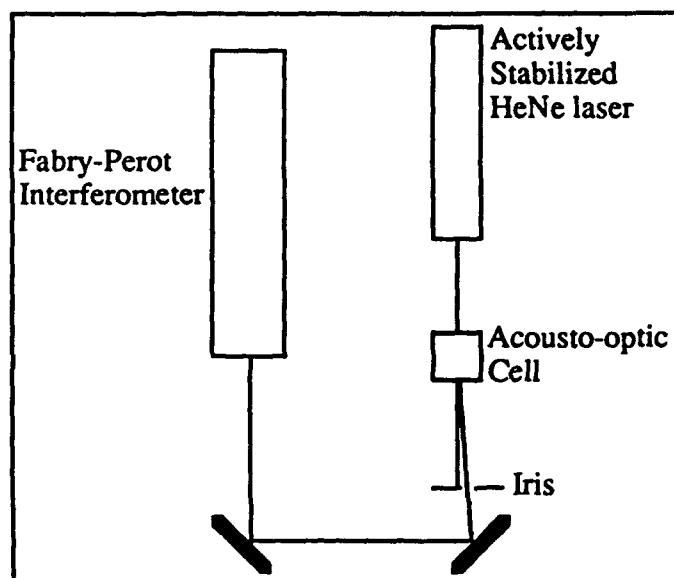 Actively
Stabilized
HeNe laser
Fabry-Perot
Interferometer
Acousto-optic
Cell
Iris